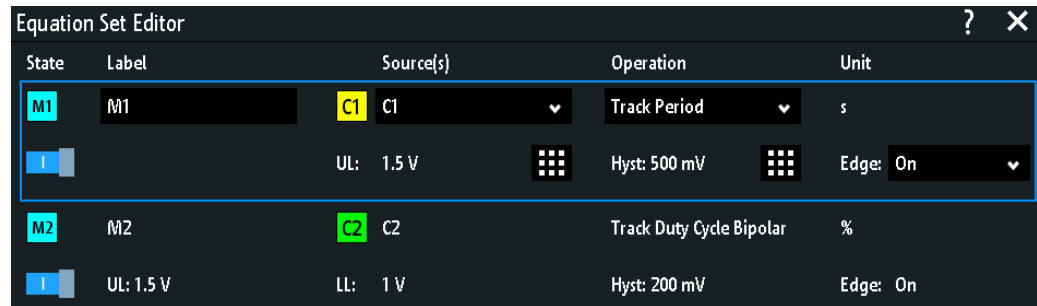 Equation Set Editor ? X
State Label Source(s) Operation Unit
M1 M1 C1 C1 Track Period s
I UL: 1.5 V Hyst: 500 mV Edge: On
M2 M2 C2 C2 Track Duty Cycle Bipolar %
I UL: 1.5 V LL: 1 V Hyst: 200 mV Edge: On